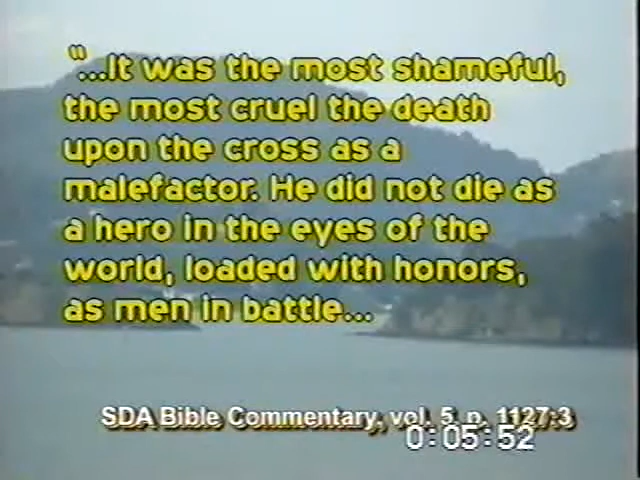 "...It was the most shameful,
the most cruel the death
upon the cross as a
malefactor. He did not die as
a hero in the eyes of the
world, loaded with honors,
as men in battle...
SDA Bible Commentary, vol. 5, p. 1127:3
0:05:52